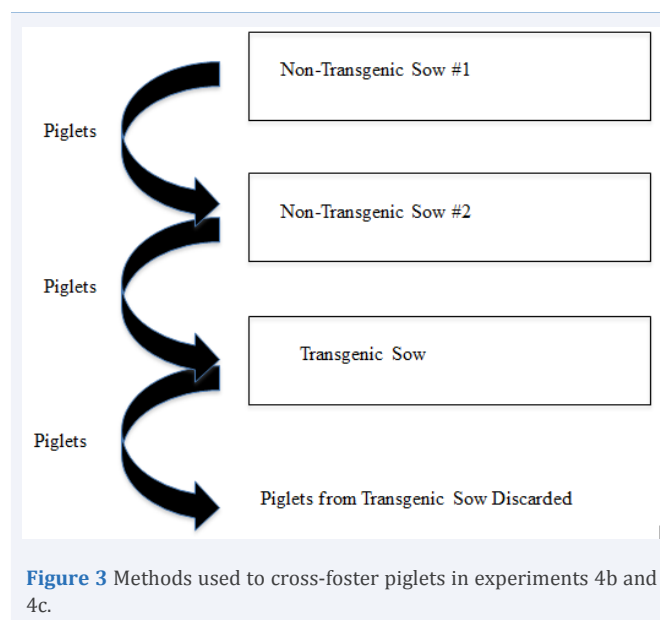 Non-Transgenic Sow #1
Piglets
Non-Transgenic Sow #2
Piglets
Transgenic Sow
Piglets
Piglets from Transgenic Sow Discarded
Figure 3 Methods used to cross-foster piglets in experiments 4b and
4c.